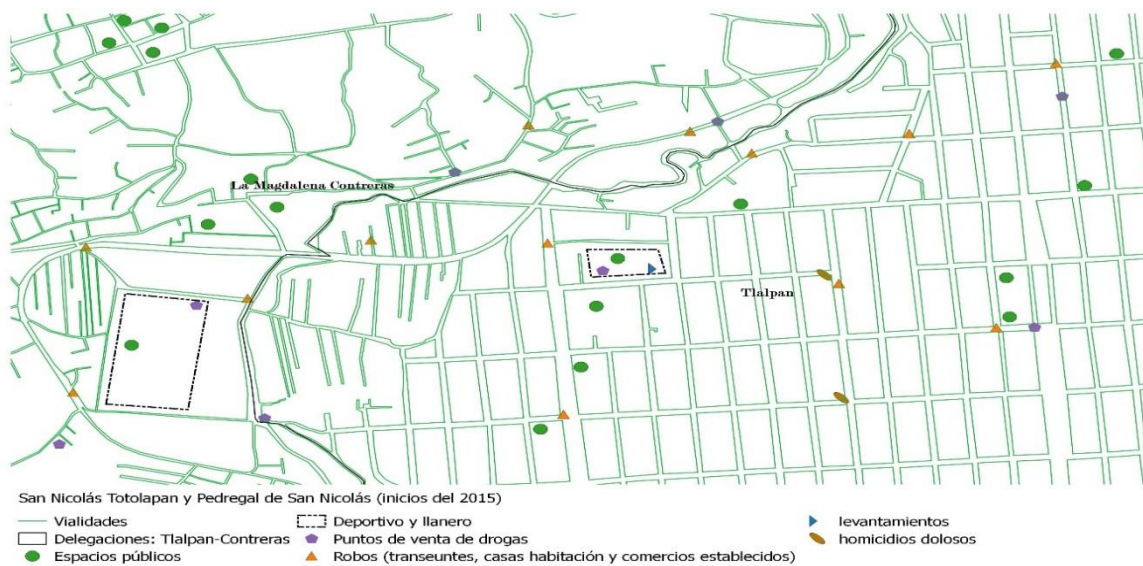 La Magdalena Contreras
Tlalpan
San Nicolás Totolapan y Pedregal de San Nicolás (inicios del 2015)
Vialidades
Deportivo y llanero
levantamientos
Delegaciones: Tlalpan-Contreras
Puntos de venta de drogas
homicidios dolosos
Espacios públicos
Robos (transeuntes, casas habitación y comercios establecidos)